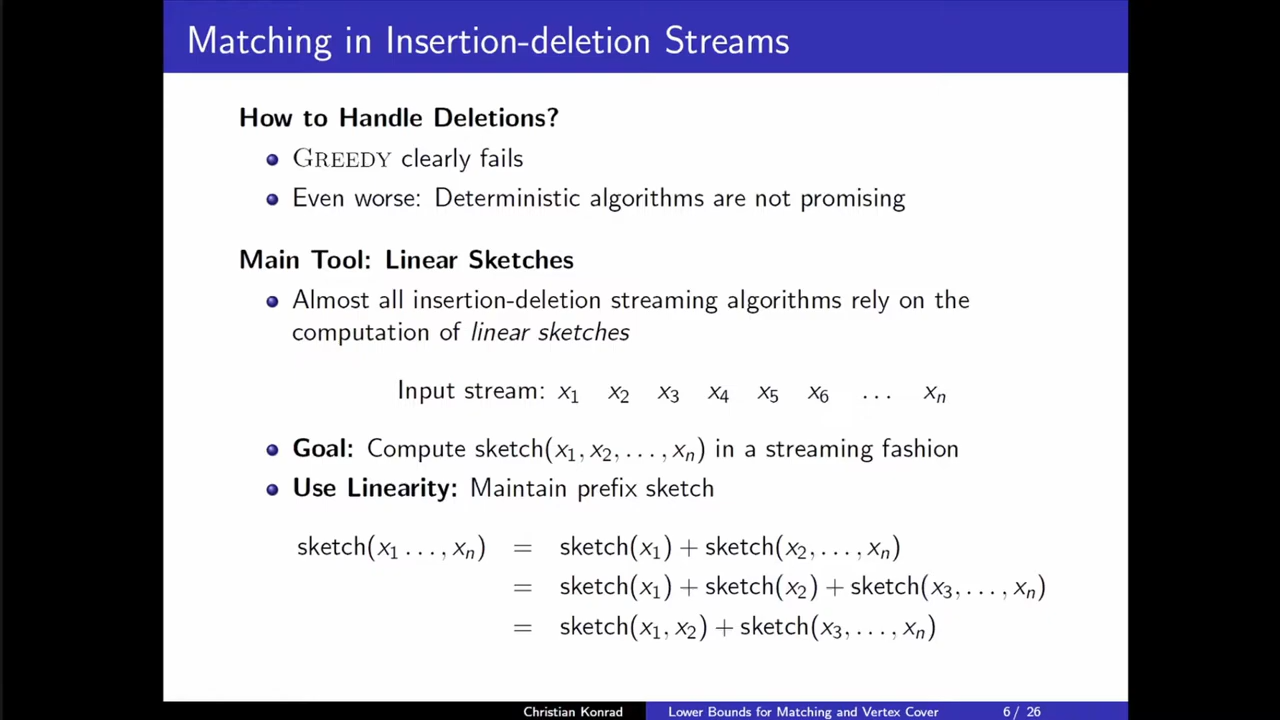 Matching in Insertion-deletion Streams
How to Handle Deletions?
GREEDY clearly fails
Even worse: Deterministic algorithms are not promising
Main Tool: Linear Sketches
Almost all insertion-deletion streaming algorithms rely on the
computation of linear sketches
Input stream: x₁ x₂ x₃ x₄ x₅ x₆ ... xₙ
Goal: Compute sketch(x₁, x₂, ..., xₙ) in a streaming fashion
Use Linearity: Maintain prefix sketch
sketch(x₁ ..., xₙ) = sketch(x₁) + sketch(x₂, ..., xₙ)
= sketch(x₁) + sketch(x₂) + sketch(x₃, ..., xₙ)
= sketch(x₁, x₂) + sketch(x₃, ..., xₙ)
Christian Konrad Lower Bounds for Matching and Vertex Cover 6 / 26